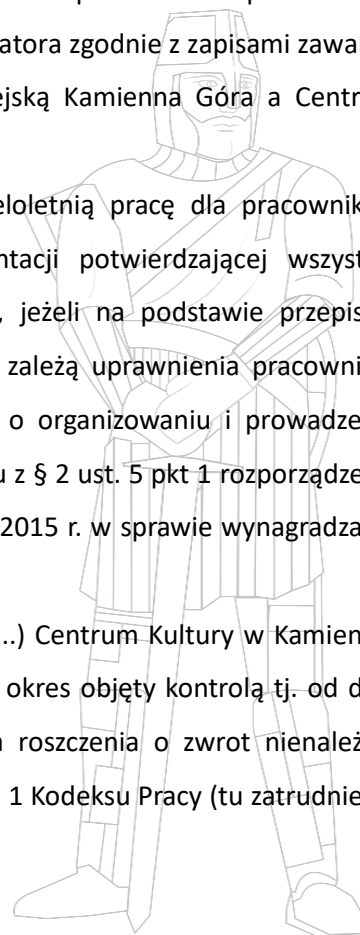 atora zgodnie z zapisami zawar
ejską Kamienna Góra a Centr
eloletnią pracę dla pracownik
ntacji potwierdzającej wszyst
, jeżeli na podstawie przepis
zależą uprawnienia pracowni
o organizowaniu i prowadze
u z § 2 ust. 5 pkt 1 rozporządze
2015 r. w sprawie wynagradza
..) Centrum Kultury w Kamien
okres objęty kontrolą tj. od d
roszczenia o zwrot nienależ
1 Kodeksu Pracy (tu zatrudnie